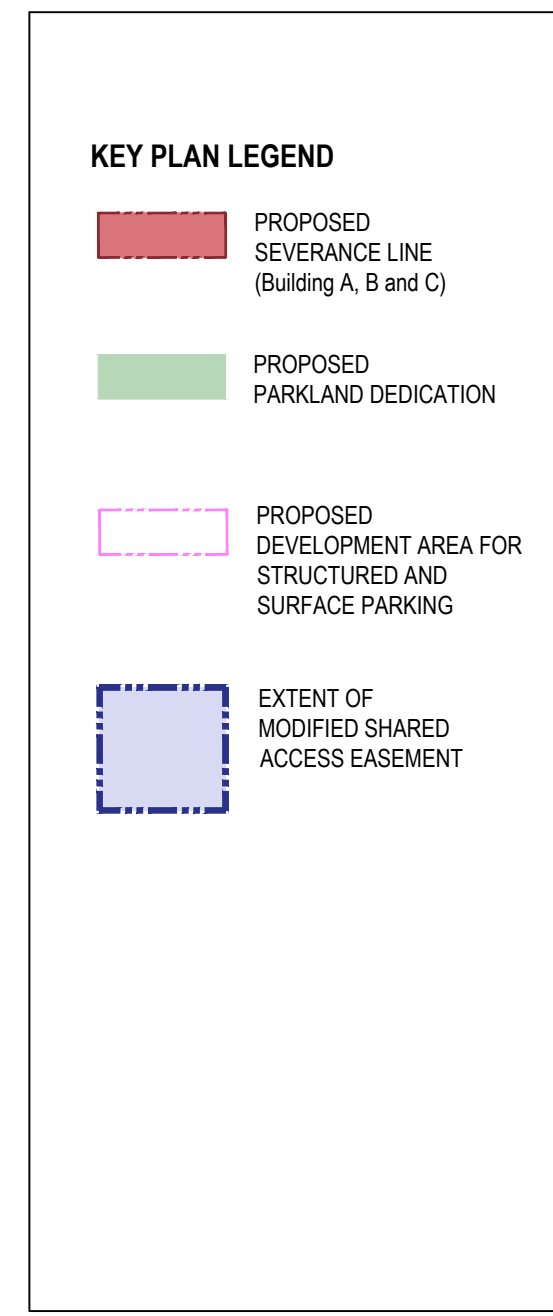 KEY PLAN LEGEND
PROPOSED
SEVERANCE LINE
(Building A, B and C)
PROPOSED
PARKLAND DEDICATION
PROPOSED
DEVELOPMENT AREA FOR
STRUCTURED AND
SURFACE PARKING
EXTENT OF
MODIFIED SHARED
ACCESS EASEMENT